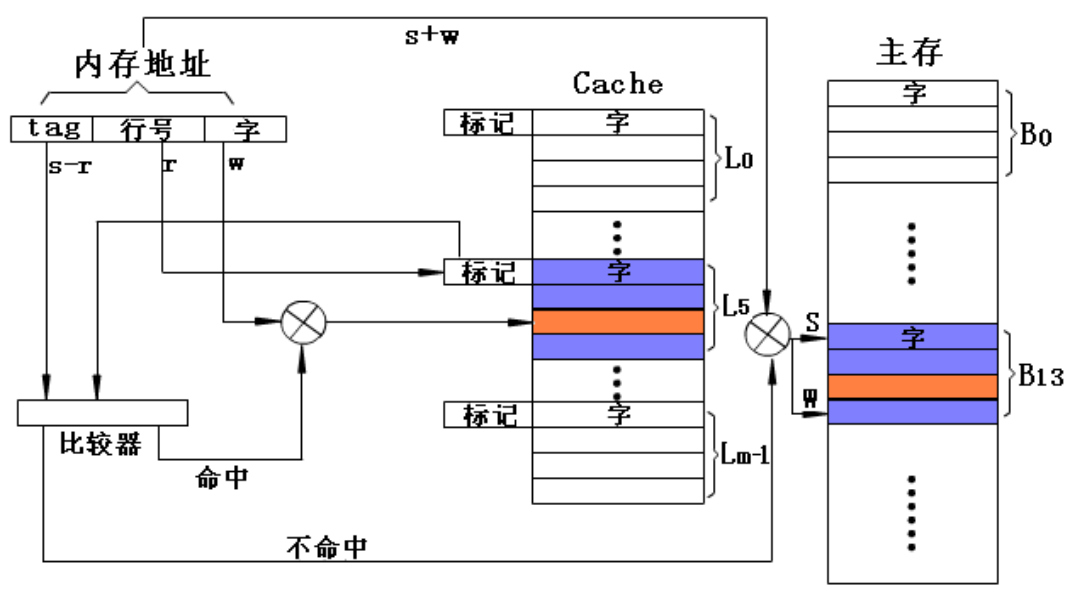 s+w
内存地址
tag 行号 字
s-r r w
Cache
标记 字
L0
标记 字
L5
标记 字
Lm-1
比较器
命中
不命中
主存
字
B0
S
字
W
B13